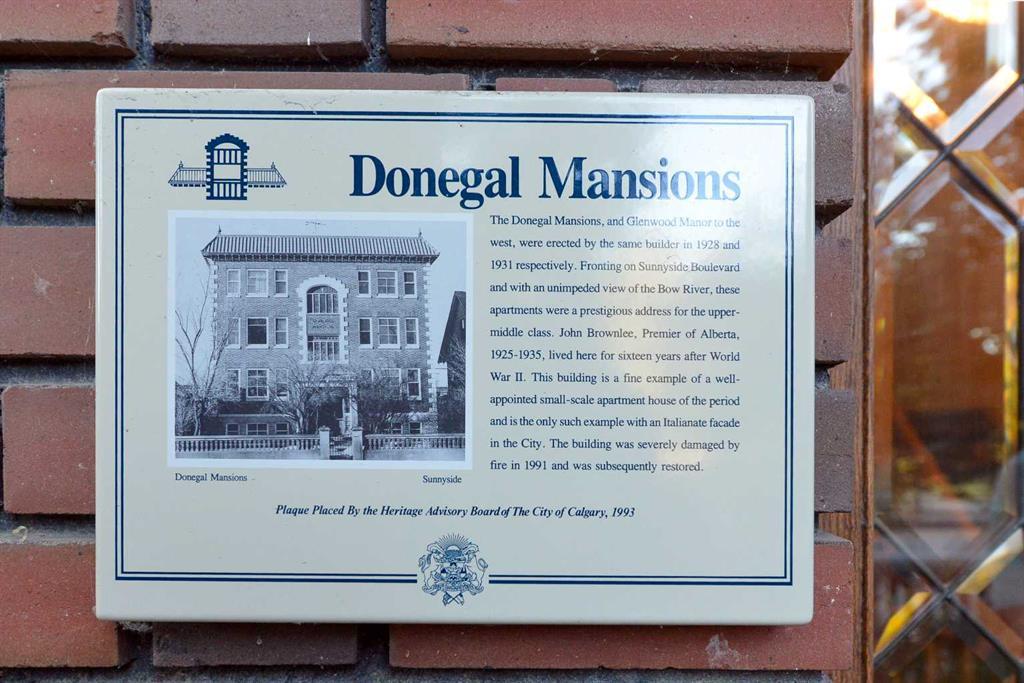 Donegal Mansions
The Donegal Mansions, and Glenwood Manor to the
west, were erected by the same builder in 1928 and
1931 respectively. Fronting on Sunnyside Boulevard
and with an unimpeded view of the Bow River, these
apartments were a prestigious address for the upper-
middle class. John Brownlee, Premier of Alberta,
1925-1935, lived here for sixteen years after World
War II. This building is a fine example of a well-
appointed small-scale apartment house of the period
and is the only such example with an Italianate facade
in the City. The building was severely damaged by
fire in 1991 and was subsequently restored.
Donegal Mansions Sunnyside
Plaque Placed By the Heritage Advisory Board of The City of Calgary, 1993